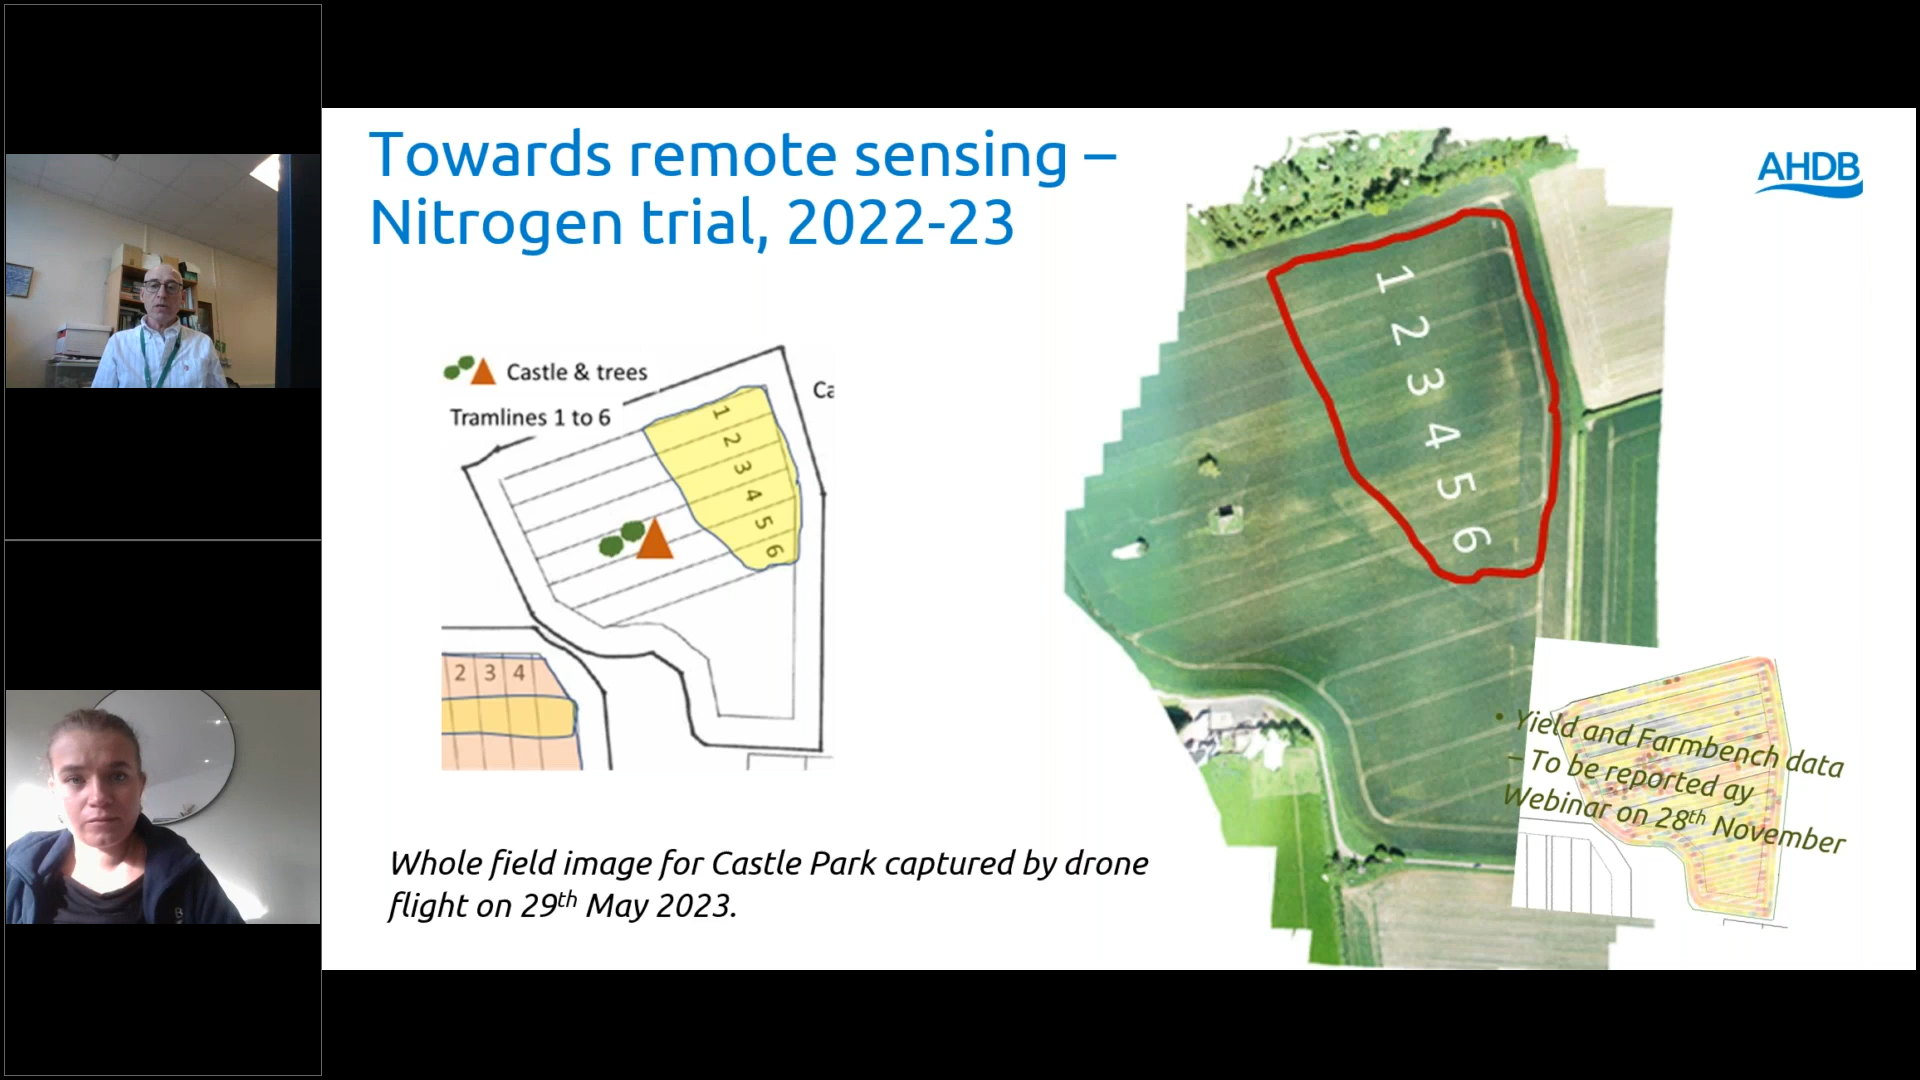 Towards remote sensing –
Nitrogen trial, 2022-23
AHDB
Castle & trees
Ca
Tramlines 1 to 6
1
2
3
4
5
6
2 3 4
1
2
3
4
5
6
• Yield and Farmbench data
– To be reported ay
Webinar on 28th November
Whole field image for Castle Park captured by drone
flight on 29th May 2023.